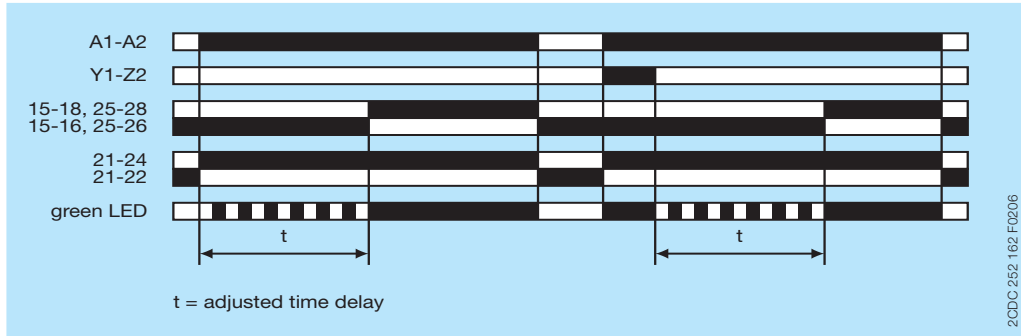 A1-A2
Y1-Z2
15-18, 25-28
15-16, 25-26
21-24
21-22
green LED
t
t
t = adjusted time delay
2CDC 252 162 F0206